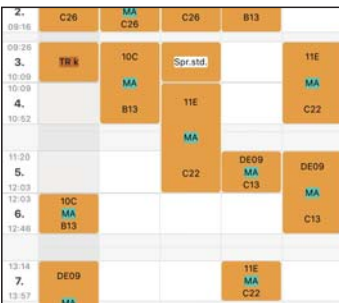 2.
09:16
C26
MA
C26
C26
B13
09:26
3.
10:09
TR k
10C
MA
B13
Spr.std.
11E
MA
C22
10:09
4.
10:52
11E
MA
C22
11:20
5.
12:03
DE09
MA
C13
DE09
MA
C13
12:03
6.
12:46
10C
MA
B13
13:14
7.
13:57
DE09
MA
11E
MA
C22